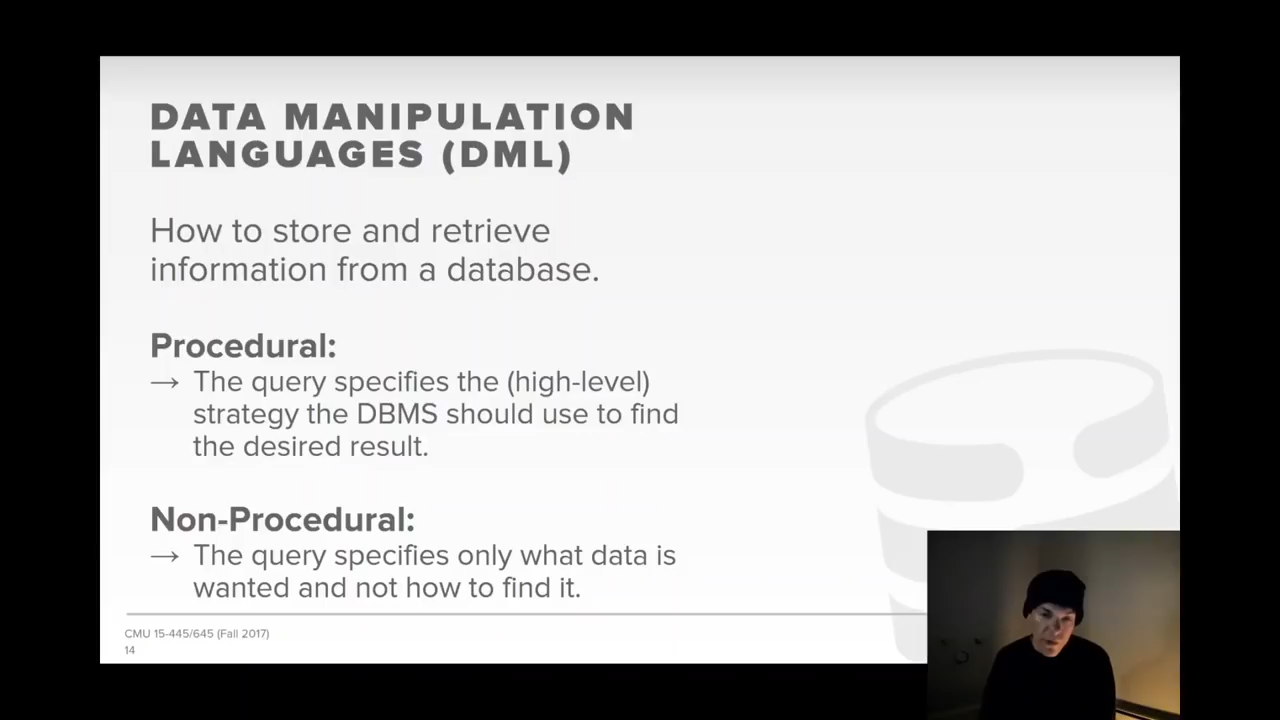 DATA MANIPULATION
LANGUAGES (DML)
How to store and retrieve
information from a database.
Procedural:
→ The query specifies the (high-level)
strategy the DBMS should use to find
the desired result.
Non-Procedural:
→ The query specifies only what data is
wanted and not how to find it.
CMU 15-445/645 (Fall 2017)
14